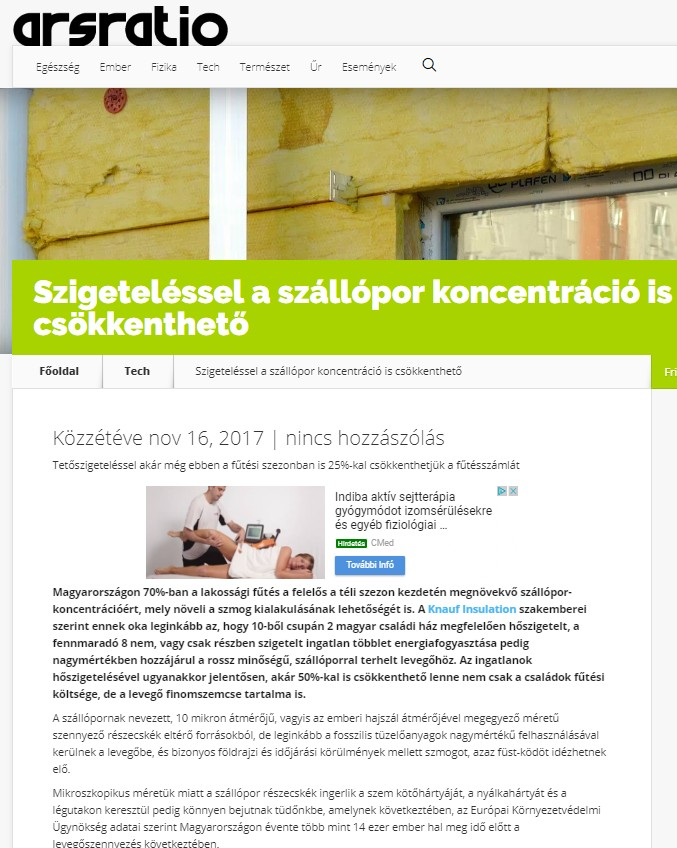 arsratio
Egészség Ember Fizika Tech Természet Űr Események
PLAFEN
Szigeteléssel a szállópor koncentráció is
csökkenthető
Főoldal Tech Szigeteléssel a szállópor koncentráció is csökkenthető Fri
Közzétéve nov 16, 2017 | nincs hozzászólás
Tetőszigeteléssel akár még ebben a fűtési szezonban is 25%-kal csökkenthetjük a fűtésszámlát
Indiba aktív sejtterápia
gyógymódot izomsérülésekre
és egyéb fiziológiai ...
Hirdetés CMed
További Infó
Magyarországon 70%-ban a lakossági fűtés a felelős a téli szezon kezdetén megnövekvő szállópor-
koncentrációért, mely növeli a szmog kialakulásának lehetőségét is. A Knauf Insulation szakemberei
szerint ennek oka leginkább az, hogy 10-ből csupán 2 magyar családi ház megfelelően hőszigetelt, a
fennmaradó 8 nem, vagy csak részben szigetelt ingatlan többlet energiafogyasztása pedig
nagymértékben hozzájárul a rossz minőségű, szállóporral terhelt levegőhöz. Az ingatlanok
hőszigetelésével ugyanakkor jelentősen, akár 50%-kal is csökkenthető lenne nem csak a családok fűtési
költsége, de a levegő finomszemcse tartalma is.
A szállópornak nevezett, 10 mikron átmérőjű, vagyis az emberi hajszál átmérőjével megegyező méretű
szennyező részecskék eltérő forrásokból, de leginkább a fosszilis tüzelőanyagok nagymértékű felhasználásával
kerülnek a levegőbe, és bizonyos földrajzi és időjárási körülmények mellett szmogot, azaz füst-ködöt idézhetnek
elő.
Mikroszkopikus méretük miatt a szállópor részecskék ingerlik a szem kötőhártyáját, a nyálkahártyát és a
légutakon keresztül pedig könnyen bejutnak tüdőnkbe, amelynek következtében, az Európai Környezetvédelmi
Ügynökség adatai szerint Magyarországon évente több mint 14 ezer ember hal meg idő előtt a
levegőszennyezés következtében.